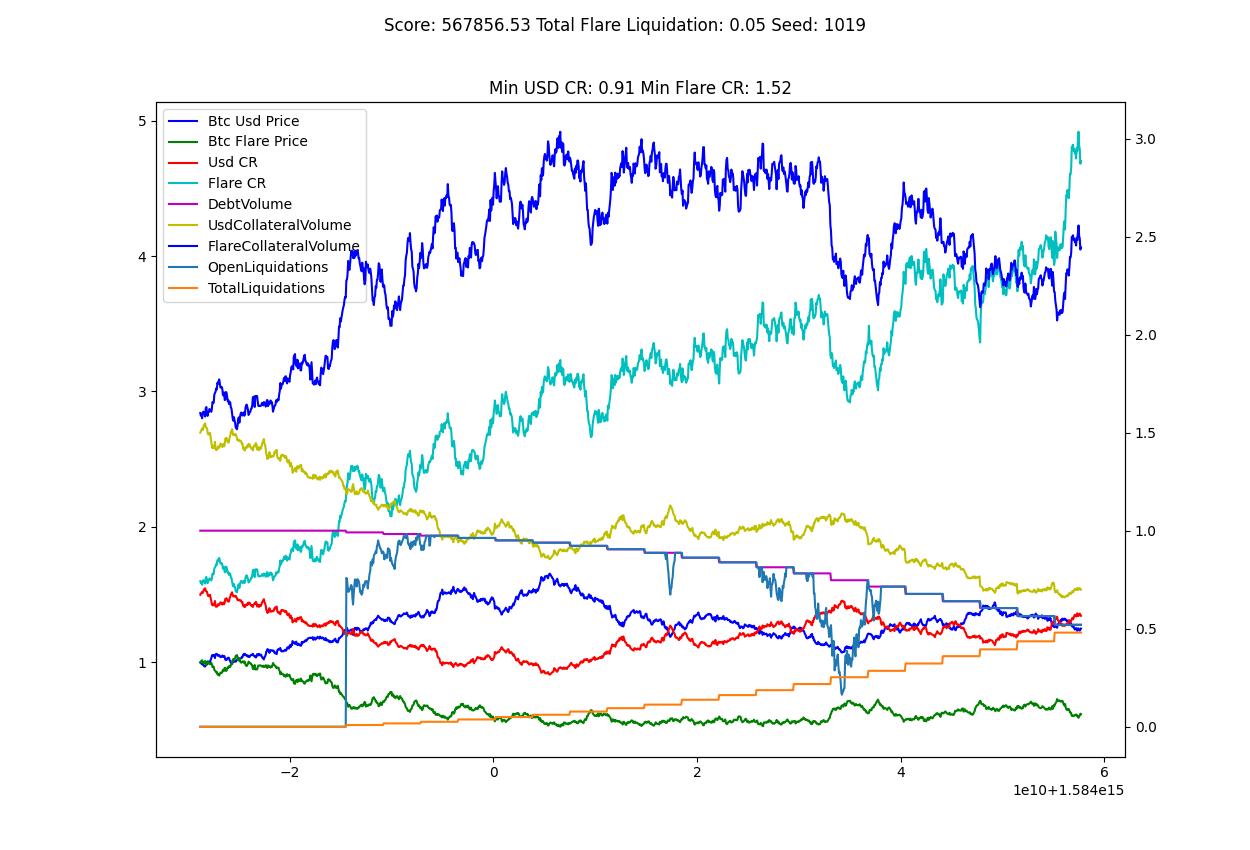 Score: 567856.53 Total Flare Liquidation: 0.05 Seed: 1019
Min USD CR: 0.91 Min Flare CR: 1.52
Btc Usd Price
Btc Flare Price
Usd CR
Flare CR
DebtVolume
UsdCollateralVolume
FlareCollateralVolume
OpenLiquidations
TotalLiquidations
5
4
3
2
1
3.0
2.5
2.0
1.5
1.0
0.5
0.0
−2
0
2
4
6
1e10+1.584e15